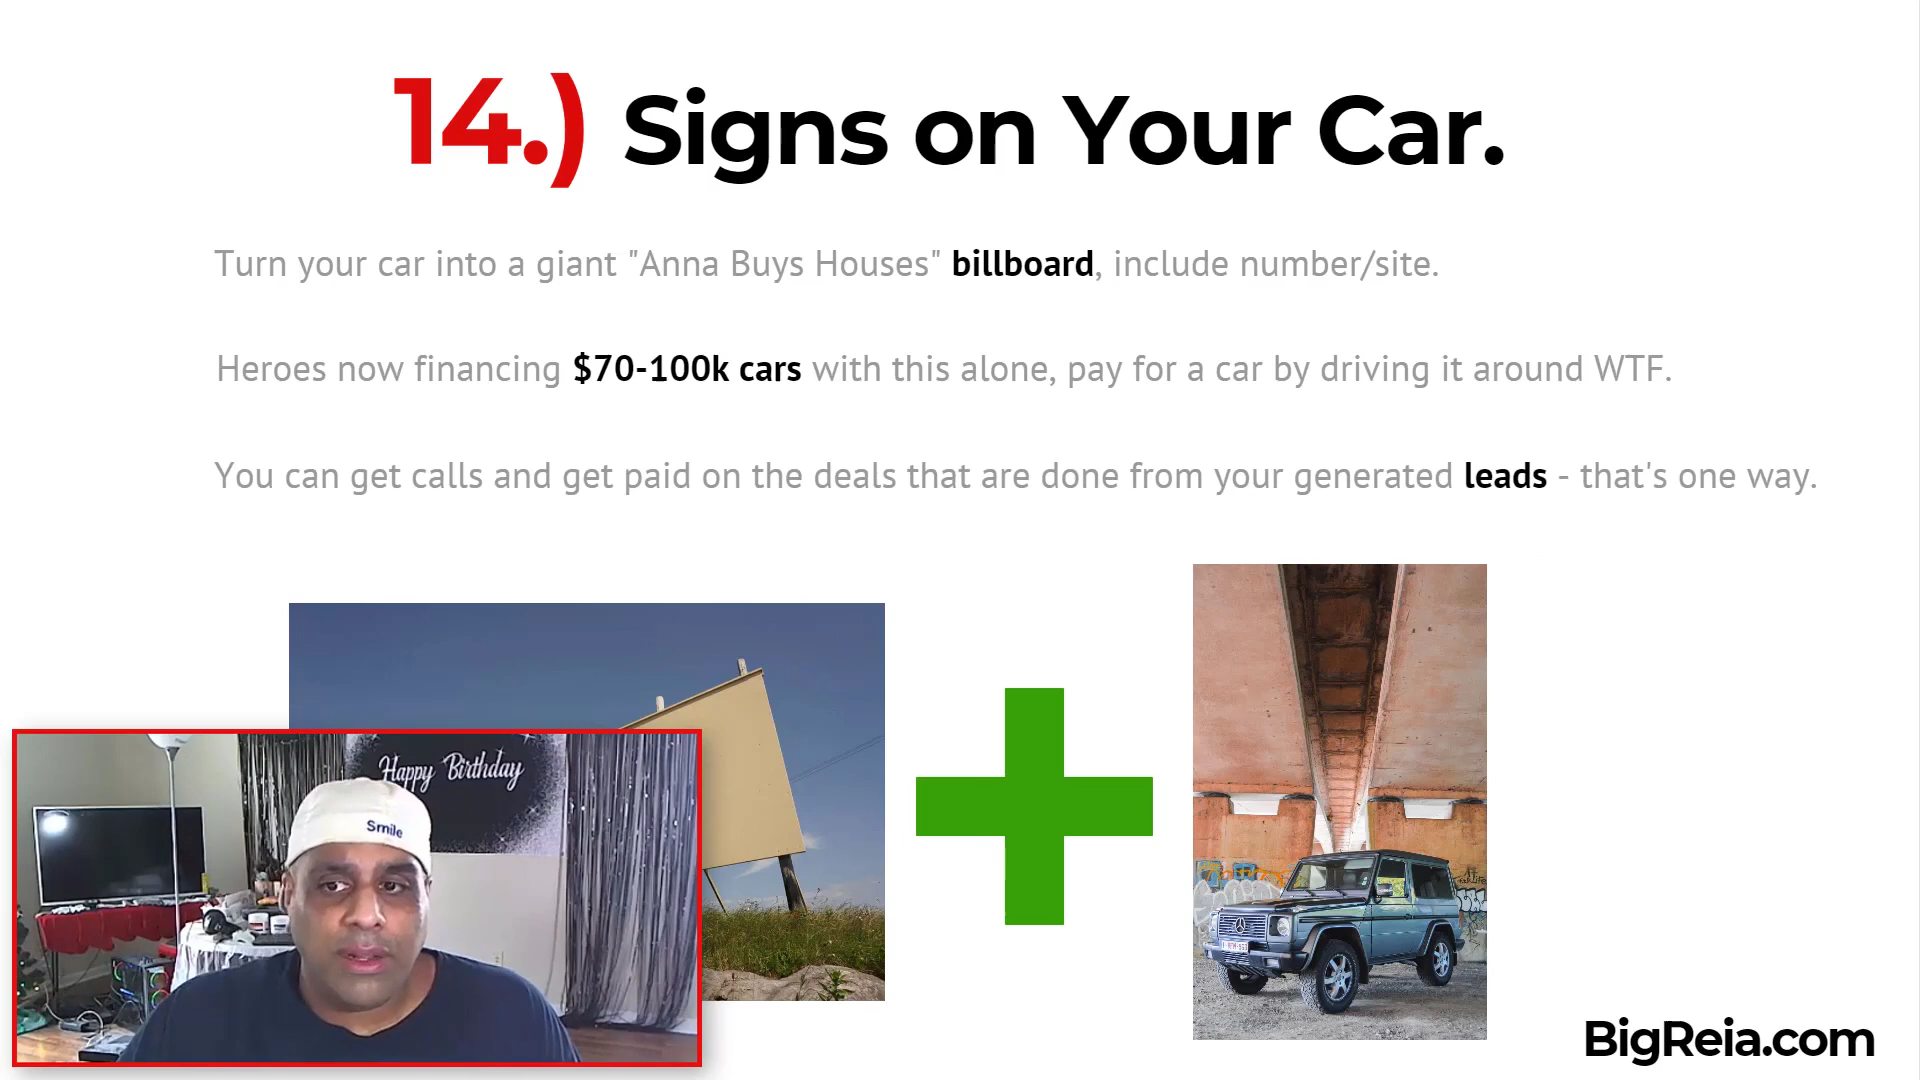 14.) Signs on Your Car.
Turn your car into a giant "Anna Buys Houses" billboard, include number/site.
Heroes now financing $70-100k cars with this alone, pay for a car by driving it around WTF.
You can get calls and get paid on the deals that are done from your generated leads - that's one way.
Happy Birthday
Smile
BigReia.com